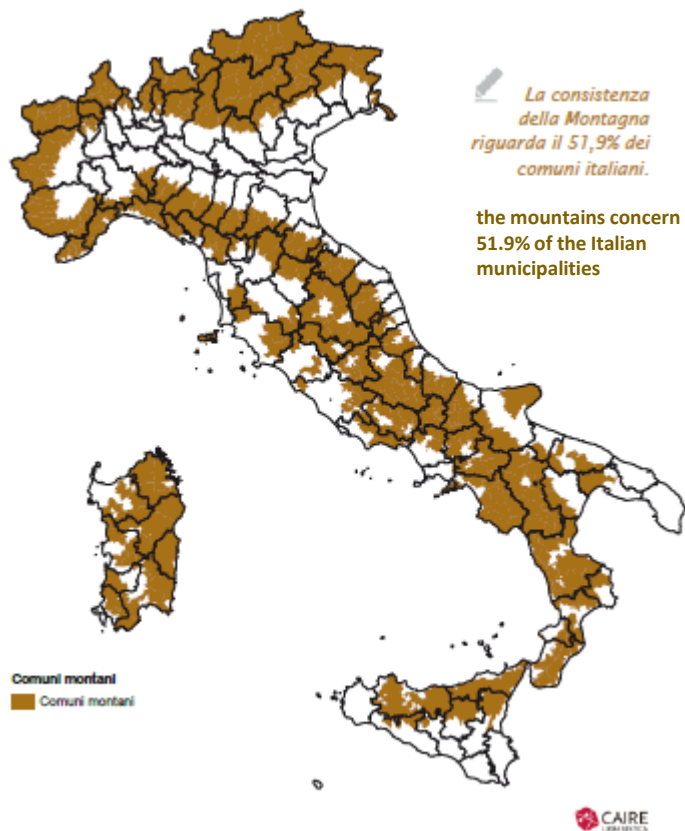 La consistenza
della Montagna
riguarda il 51,9% dei
comuni italiani.
the mountains concern
51.9% of the Italian
municipalities
Comuni montani
Comuni montani
CAIRE
URBANISTICA